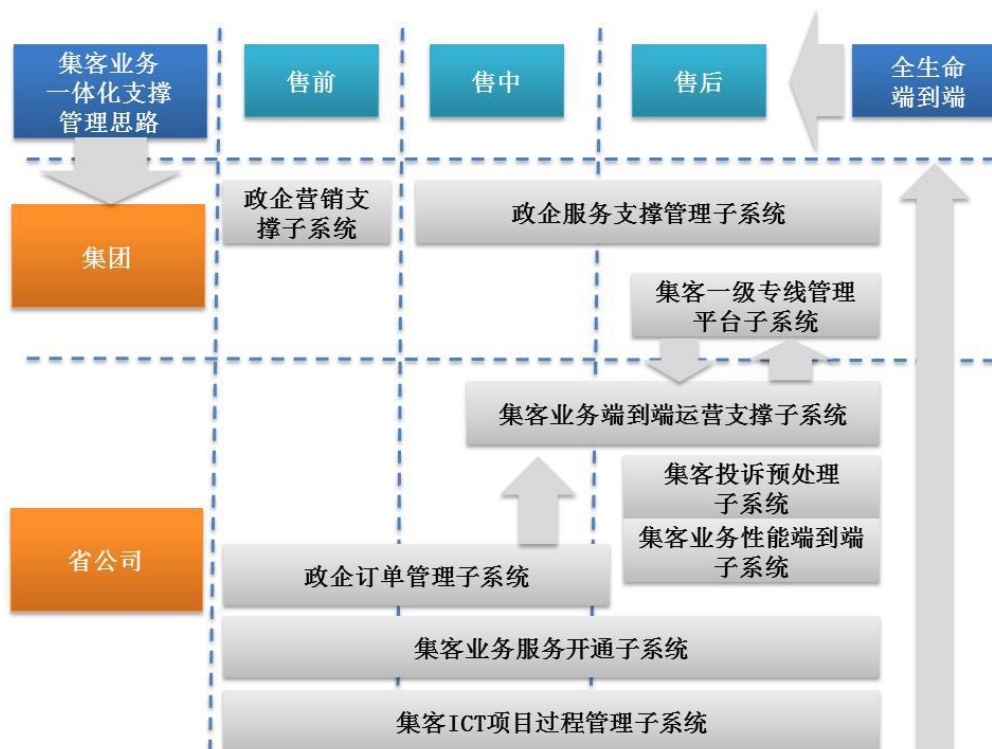 集客业务
一体化支撑
管理思路
售前
售中
售后
全生命
端到端
集团
政企营销支
撑子系统
政企服务支撑管理子系统
集客一级专线管理
平台子系统
集客业务端到端运营支撑子系统
集客投诉预处理
子系统
集客业务性能端到端
子系统
省公司
政企订单管理子系统
集客业务服务开通子系统
集客ICT项目过程管理子系统